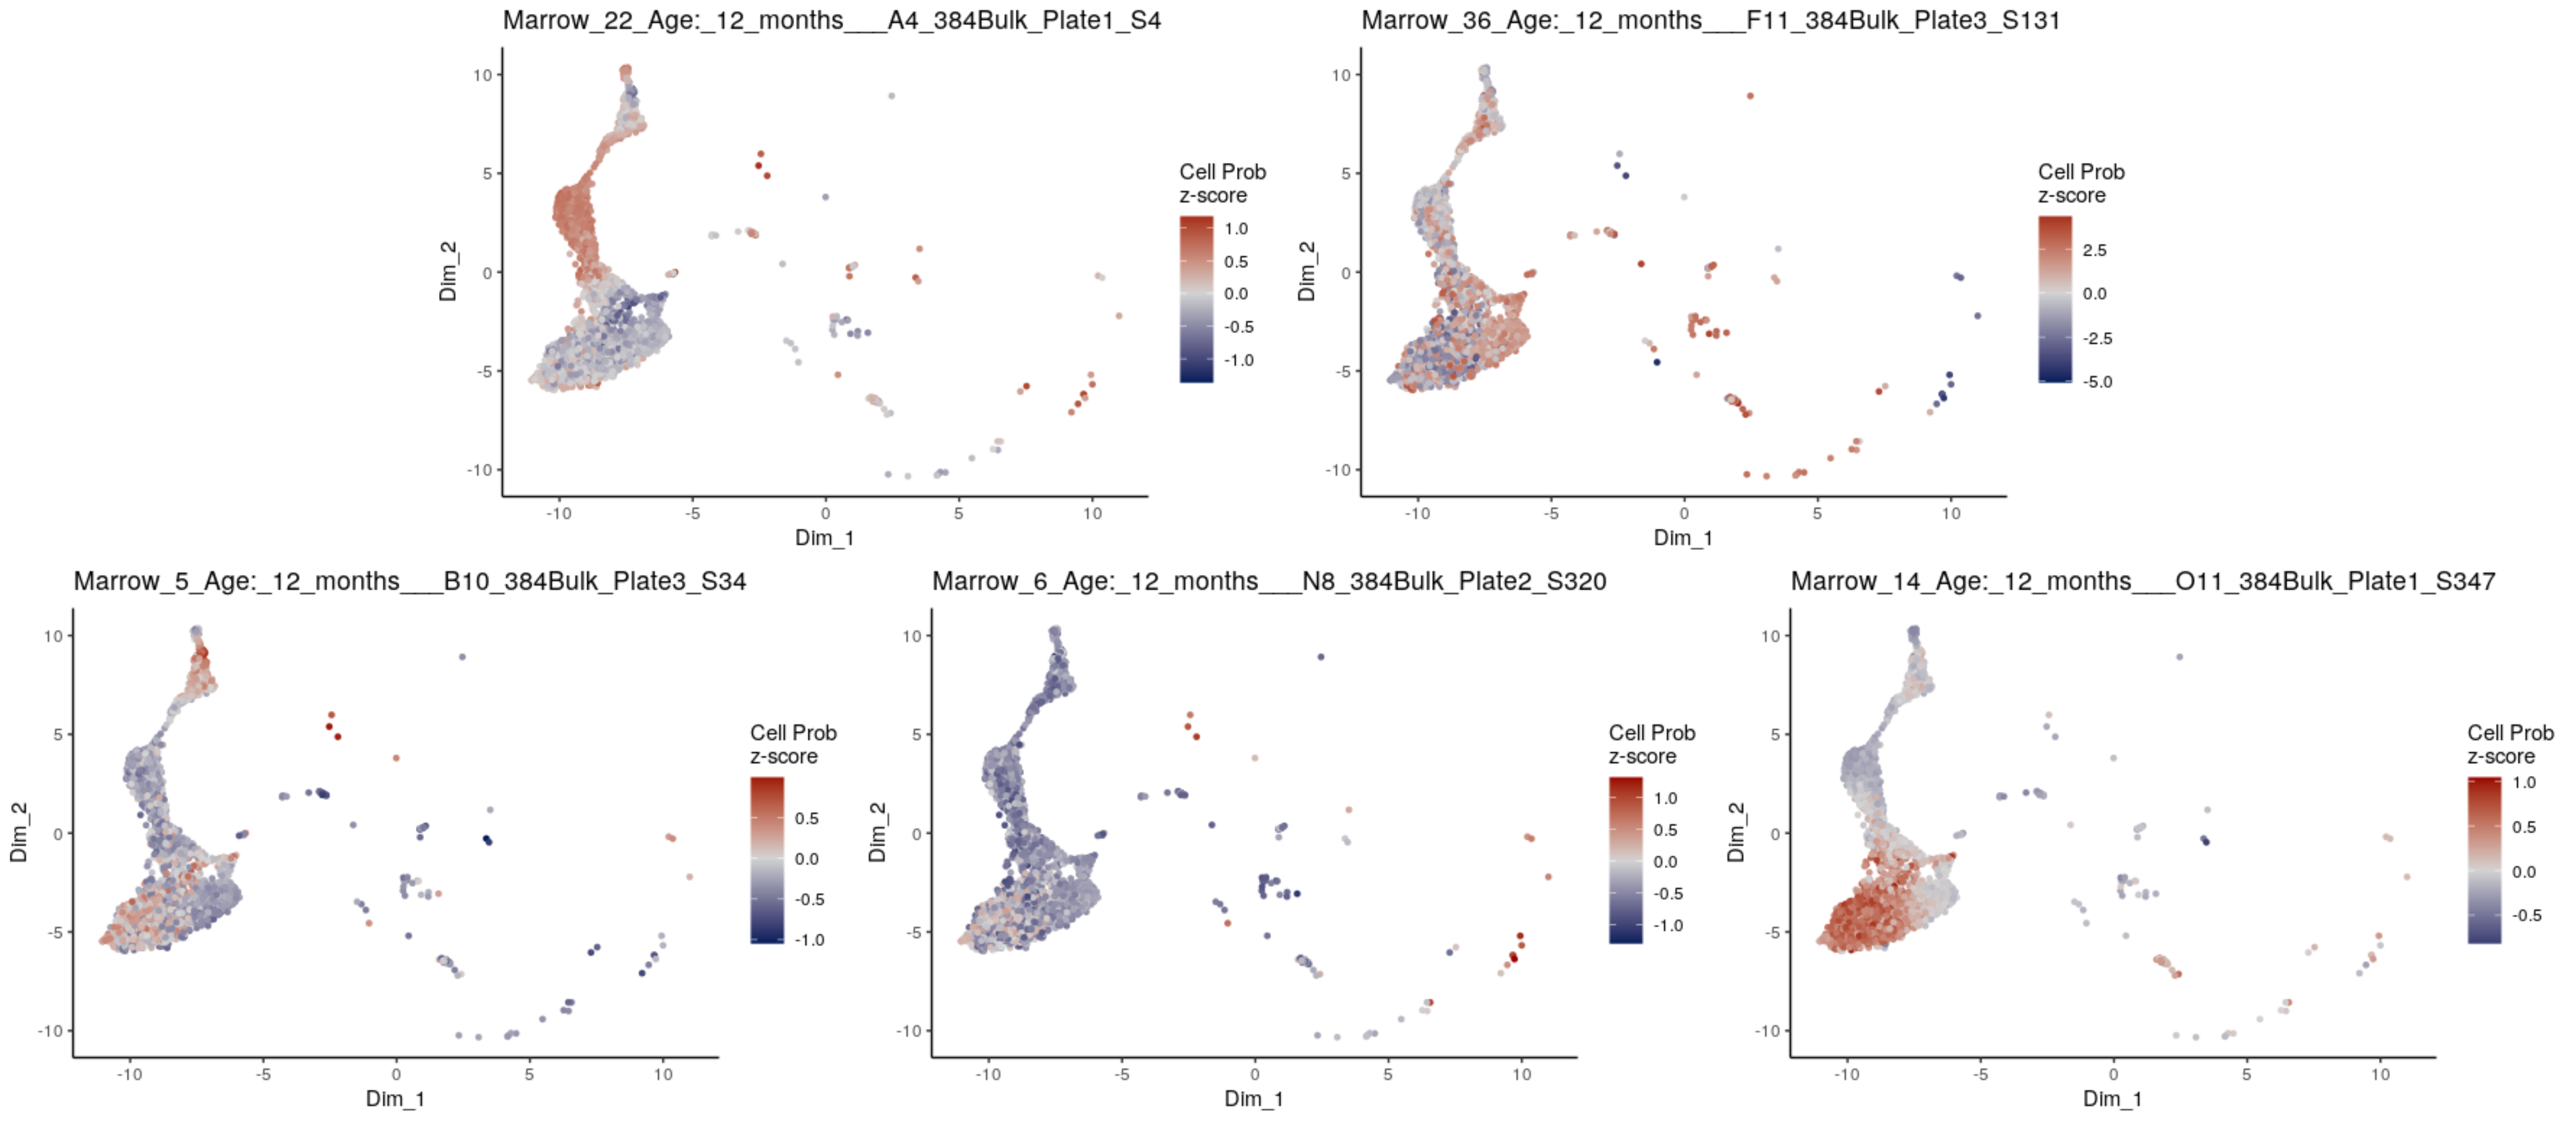 Marrow_22_Age:_12_months___A4_384Bulk_Plate1_S4
10
5
0
-5
-10
Dim_2
-10 -5 0 5 10
Dim_1
Cell Prob
z-score
1.0
0.5
0.0
-0.5
-1.0
Marrow_36_Age:_12_months___F11_384Bulk_Plate3_S131
10
5
0
-5
-10
Dim_2
-10 -5 0 5 10
Dim_1
Cell Prob
z-score
2.5
0.0
-2.5
-5.0
Marrow_5_Age:_12_months___B10_384Bulk_Plate3_S34
10
5
0
-5
-10
Dim_2
-10 -5 0 5 10
Dim_1
Cell Prob
z-score
0.5
0.0
-0.5
-1.0
Marrow_6_Age:_12_months___N8_384Bulk_Plate2_S320
10
5
0
-5
-10
Dim_2
-10 -5 0 5 10
Dim_1
Cell Prob
z-score
1.0
0.5
0.0
-0.5
-1.0
Marrow_14_Age:_12_months___O11_384Bulk_Plate1_S347
10
5
0
-5
-10
Dim_2
-10 -5 0 5 10
Dim_1
Cell Prob
z-score
1.0
0.5
0.0
-0.5